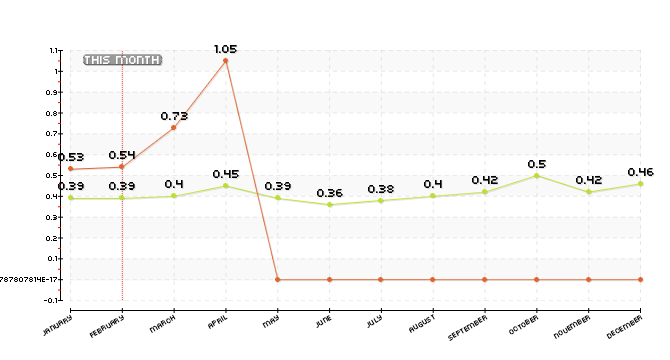 THIS MONTH
1.1
1
0.9
0.8
0.7
0.6
0.5
0.4
0.3
0.2
0.1
787807814E-17
-0.1
0.53
0.54
0.73
1.05
0.39
0.39
0.4
0.45
0.39
0.36
0.38
0.4
0.42
0.5
0.42
0.46
JANUARY
FEBRUARY
MARCH
APRIL
MAY
JUNE
JULY
AUGUST
SEPTEMBER
OCTOBER
NOVEMBER
DECEMBER